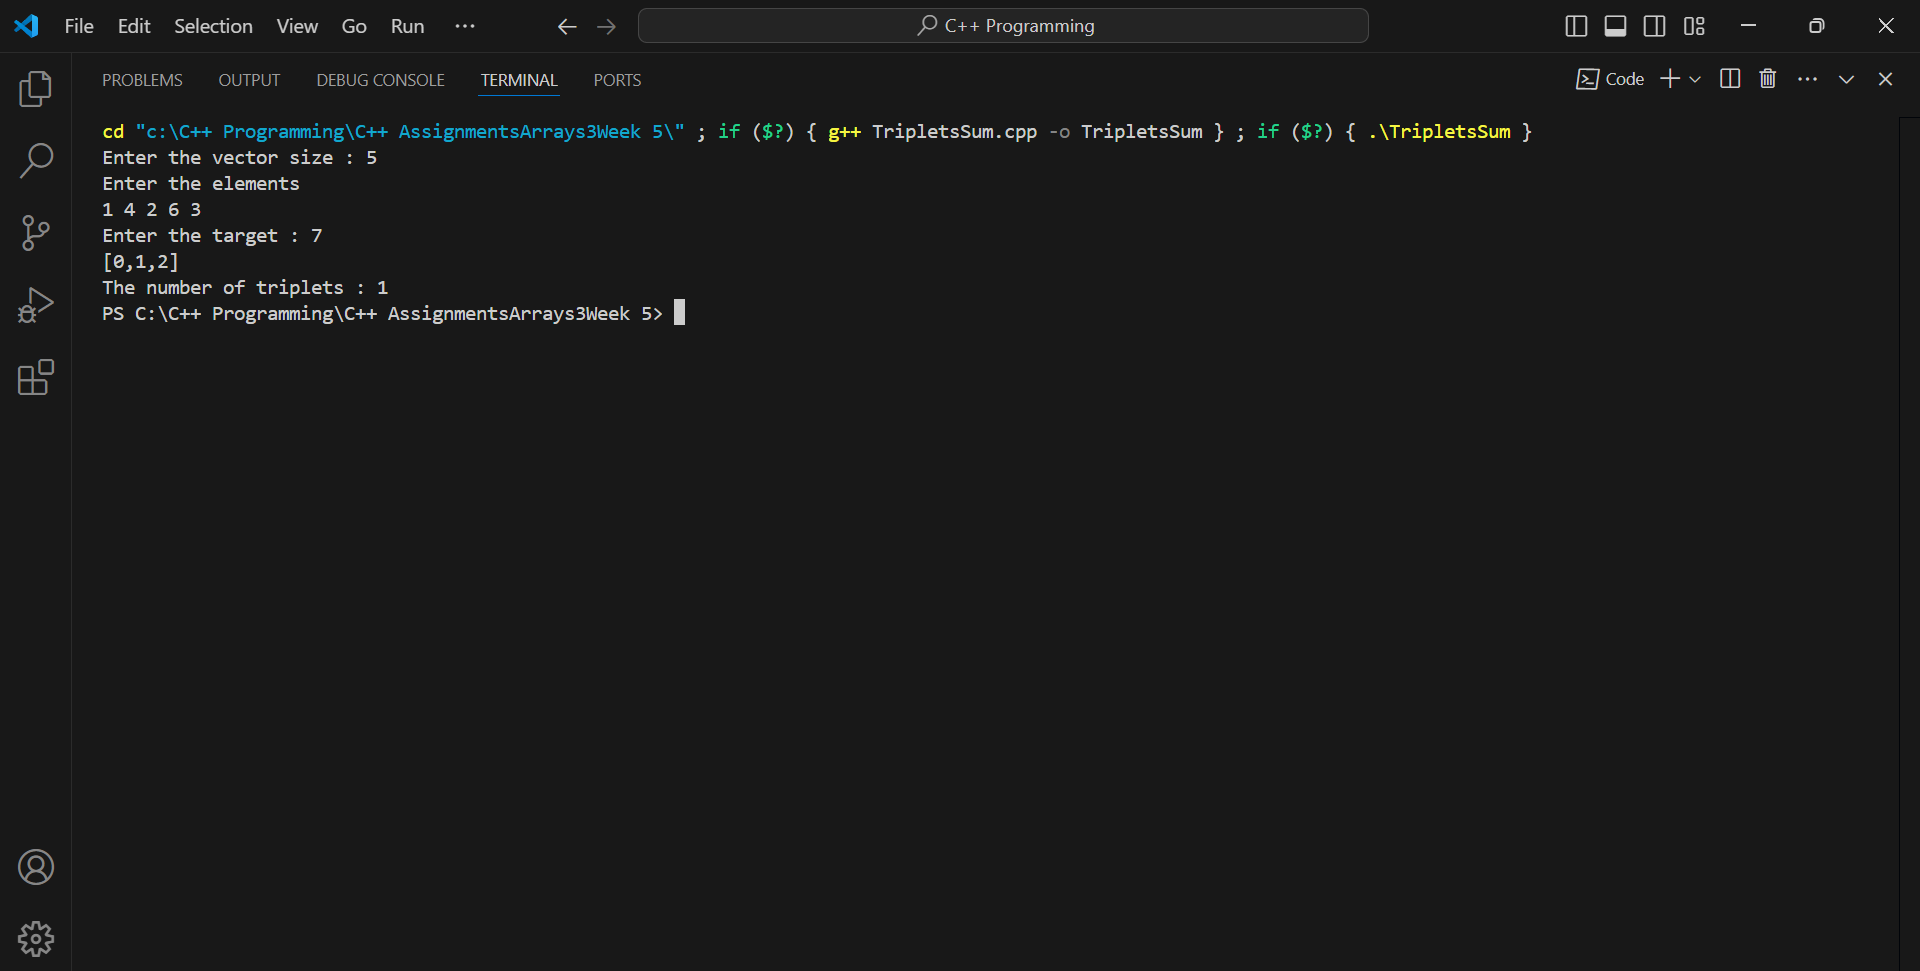 File Edit Selection View Go Run ···
C++ Programming
PROBLEMS OUTPUT DEBUG CONSOLE TERMINAL PORTS
Code
cd "c:\C++ Programming\C++ AssignmentsArrays3Week 5\" ; if ($?) { g++ TripletsSum.cpp -o TripletsSum } ; if ($?) { .\TripletsSum }
Enter the vector size : 5
Enter the elements
1 4 2 6 3
Enter the target : 7
[0,1,2]
The number of triplets : 1
PS C:\C++ Programming\C++ AssignmentsArrays3Week 5>